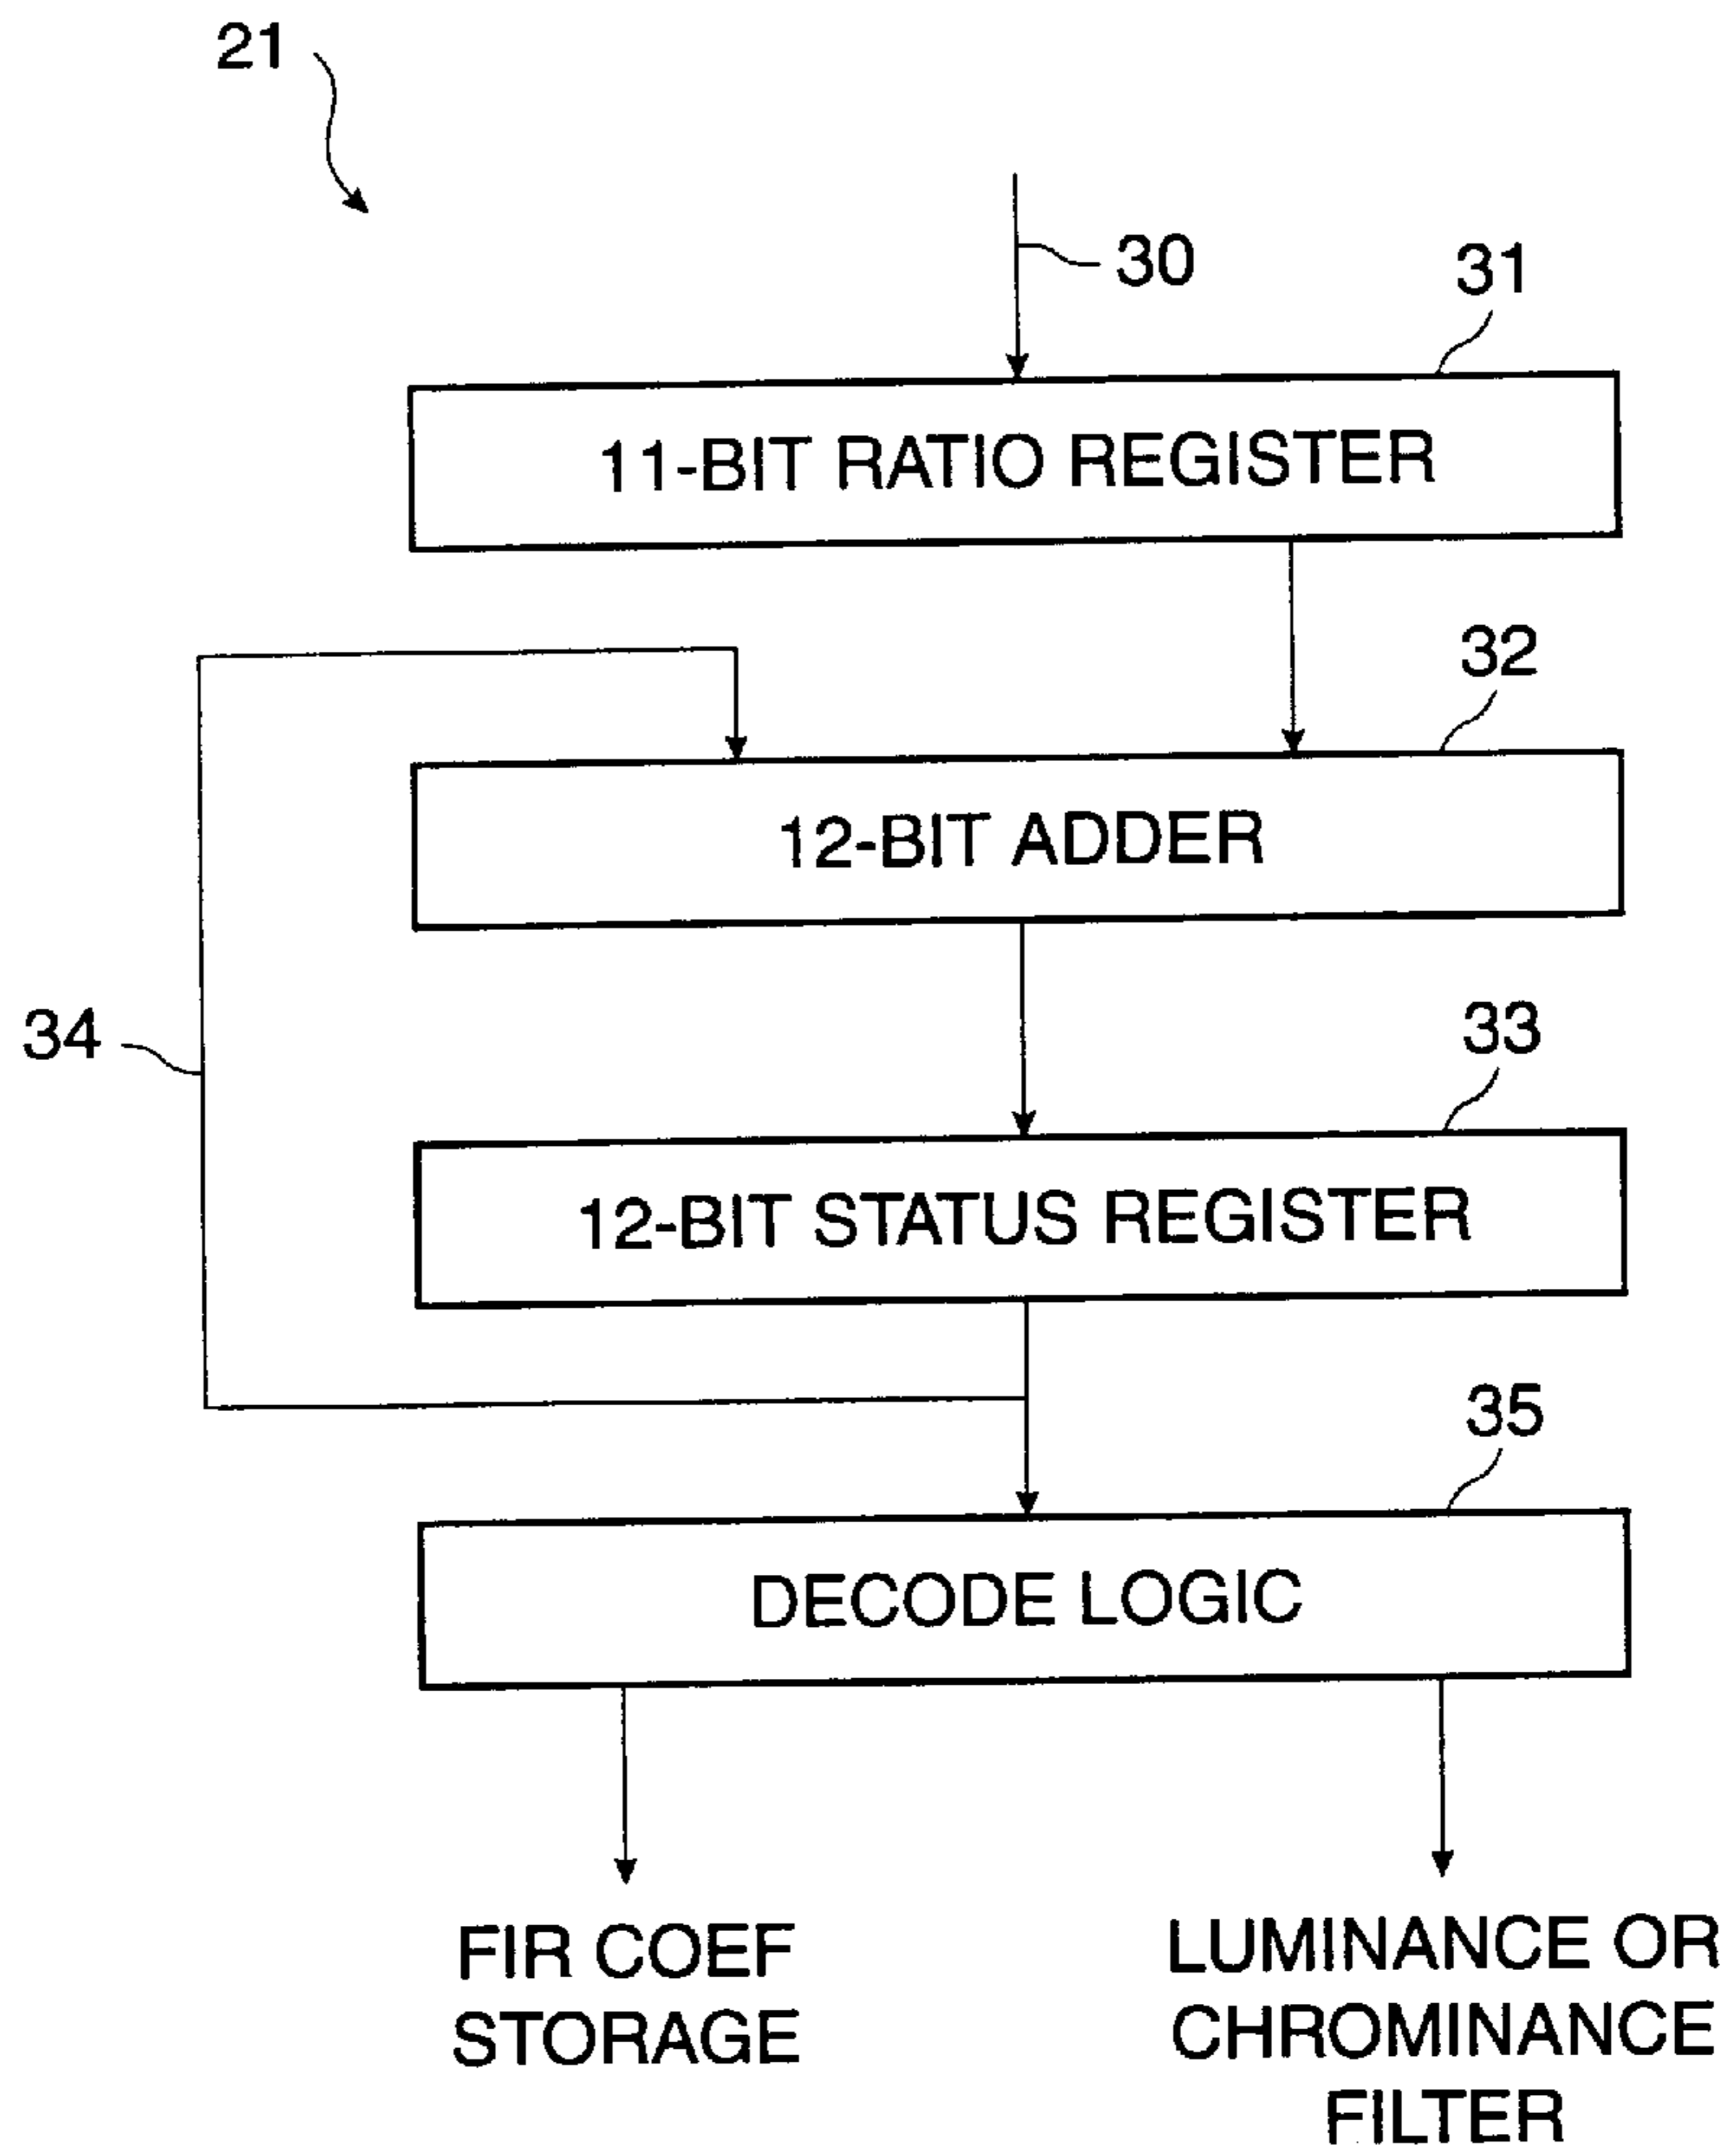 21
30
31
11-BIT RATIO REGISTER
32
12-BIT ADDER
34
33
12-BIT STATUS REGISTER
35
DECODE LOGIC
FIR COEF
STORAGE
LUMINANCE OR
CHROMINANCE
FILTER